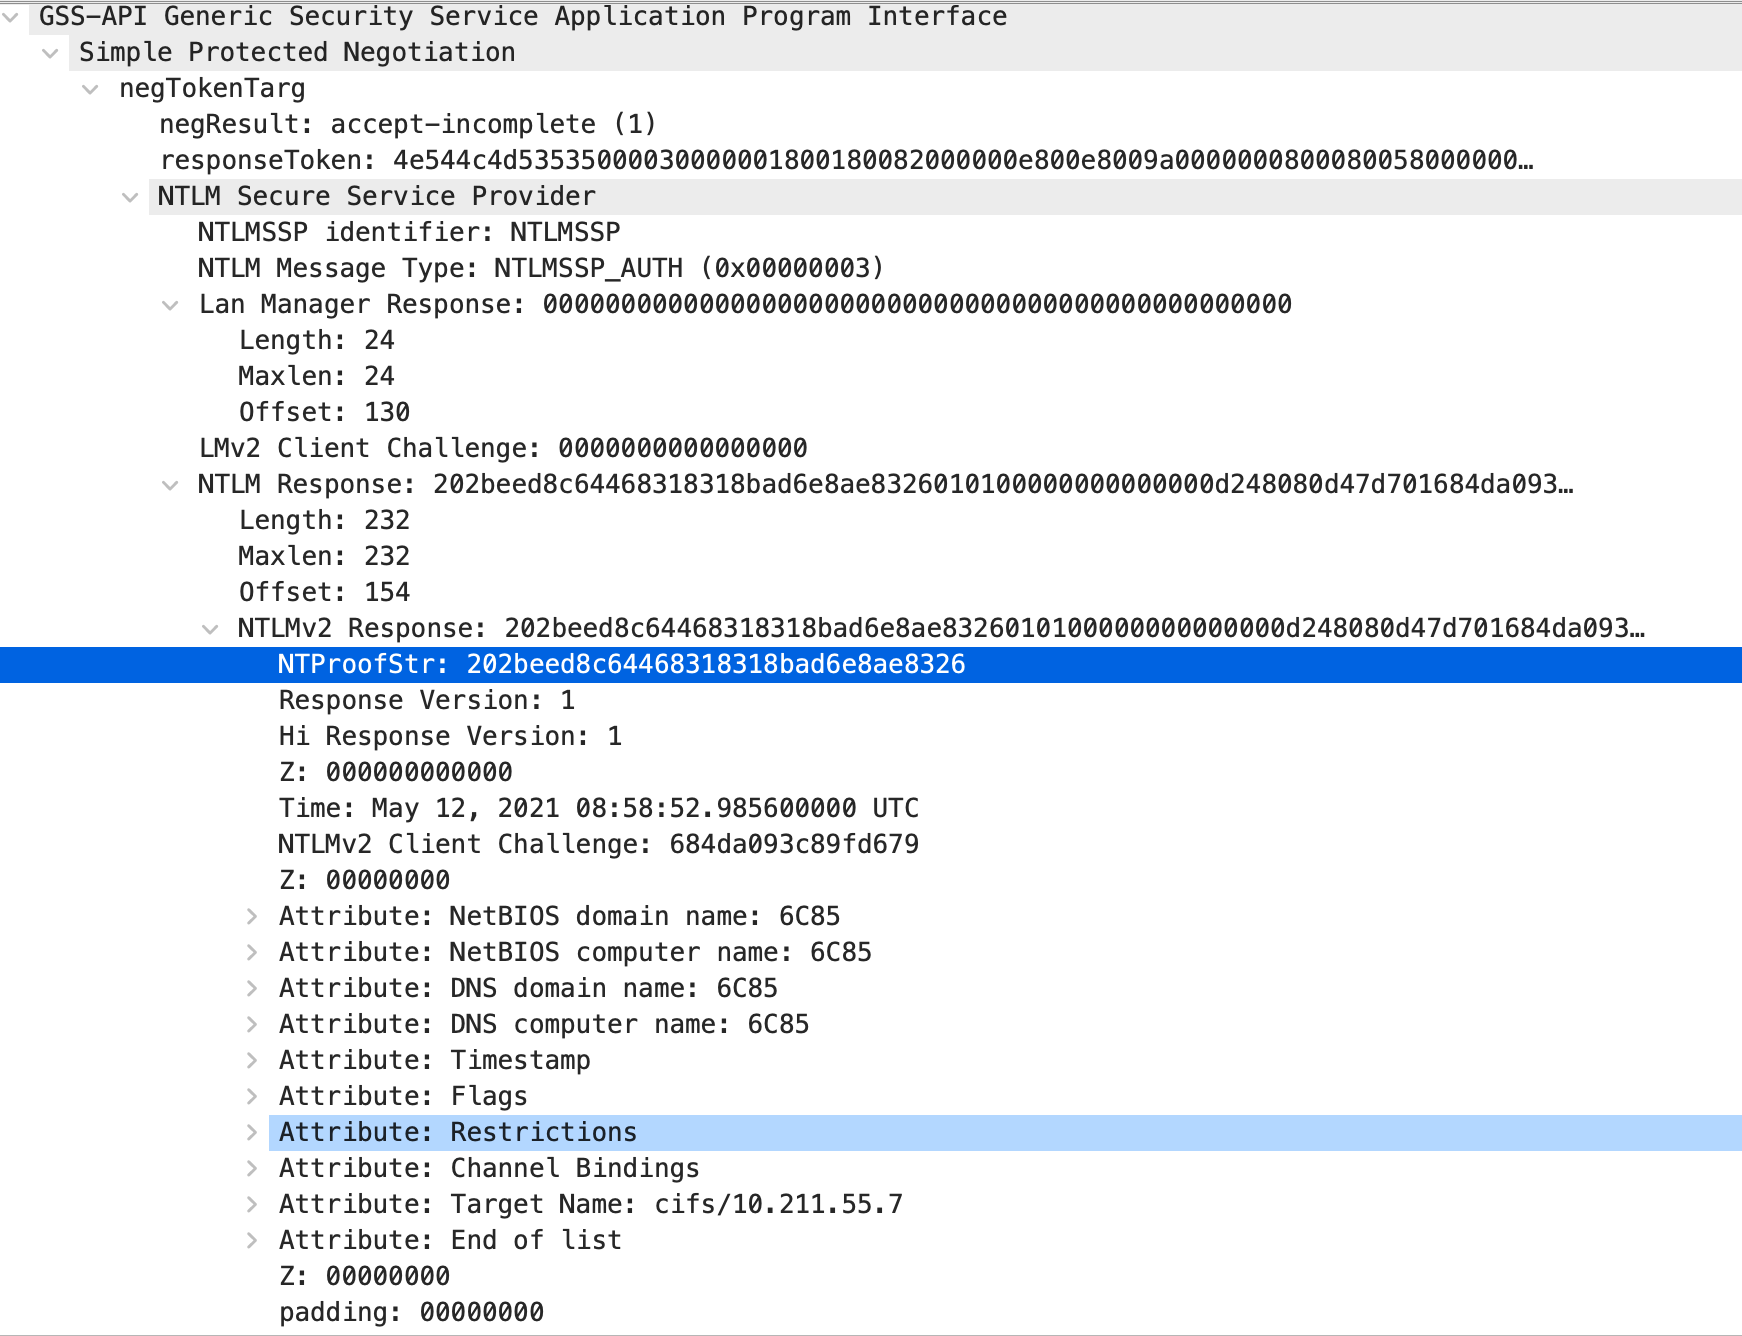 GSS-API Generic Security Service Application Program Interface
Simple Protected Negotiation
negTokenTarg
negResult: accept-incomplete (1)
responseToken: 4e544c4d53535000030000001800180082000000e800e8009a0000000800080058000000…
NTLM Secure Service Provider
NTLMSSP identifier: NTLMSSP
NTLM Message Type: NTLMSSP_AUTH (0x00000003)
Lan Manager Response: 000000000000000000000000000000000000000000000000
Length: 24
Maxlen: 24
Offset: 130
LMv2 Client Challenge: 0000000000000000
NTLM Response: 202beed8c64468318318bad6e8ae8326010100000000000000d248080d47d701684da093…
Length: 232
Maxlen: 232
Offset: 154
NTLMv2 Response: 202beed8c64468318318bad6e8ae8326010100000000000000d248080d47d701684da093…
NTProofStr: 202beed8c64468318318bad6e8ae8326
Response Version: 1
Hi Response Version: 1
Z: 000000000000
Time: May 12, 2021 08:58:52.985600000 UTC
NTLMv2 Client Challenge: 684da093c89fd679
Z: 00000000
Attribute: NetBIOS domain name: 6C85
Attribute: NetBIOS computer name: 6C85
Attribute: DNS domain name: 6C85
Attribute: DNS computer name: 6C85
Attribute: Timestamp
Attribute: Flags
Attribute: Restrictions
Attribute: Channel Bindings
Attribute: Target Name: cifs/10.211.55.7
Attribute: End of list
Z: 00000000
padding: 00000000